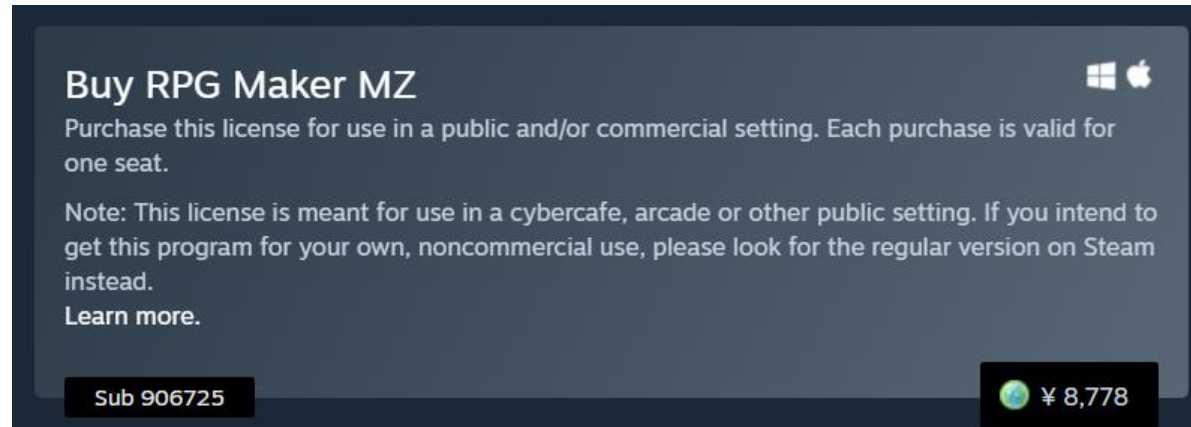 Buy RPG Maker MZ
Purchase this license for use in a public and/or commercial setting. Each purchase is valid for
one seat.
Note: This license is meant for use in a cybercafe, arcade or other public setting. If you intend to
get this program for your own, noncommercial use, please look for the regular version on Steam
instead.
Learn more.
Sub 906725
¥ 8,778